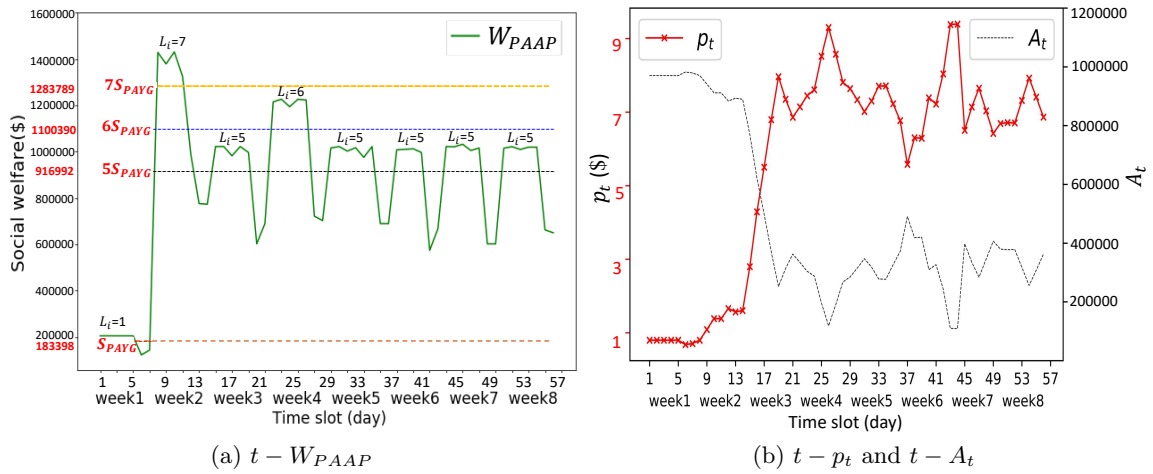 1600000
1400000
1200000
1000000
800000
600000
400000
200000
1283789
1100390
916992
183398
Social welfare($)
W_PAAP
L_i=7
7S_PAYG
L_i=6
6S_PAYG
L_i=5
L_i=5
L_i=5
L_i=5
L_i=5
5S_PAYG
L_i=1
S_PAYG
1 5 9 13 17 21 25 29 33 37 41 45 49 53 57
week1 week2 week3 week4 week5 week6 week7 week8
Time slot (day)
(a) t − W_PAAP
9
7
5
3
1
p_t ($)
p_t
A_t
1200000
1000000
800000
600000
400000
200000
A_t
1 5 9 13 17 21 25 29 33 37 41 45 49 53 57
week1 week2 week3 week4 week5 week6 week7 week8
Time slot (day)
(b) t − p_t and t − A_t